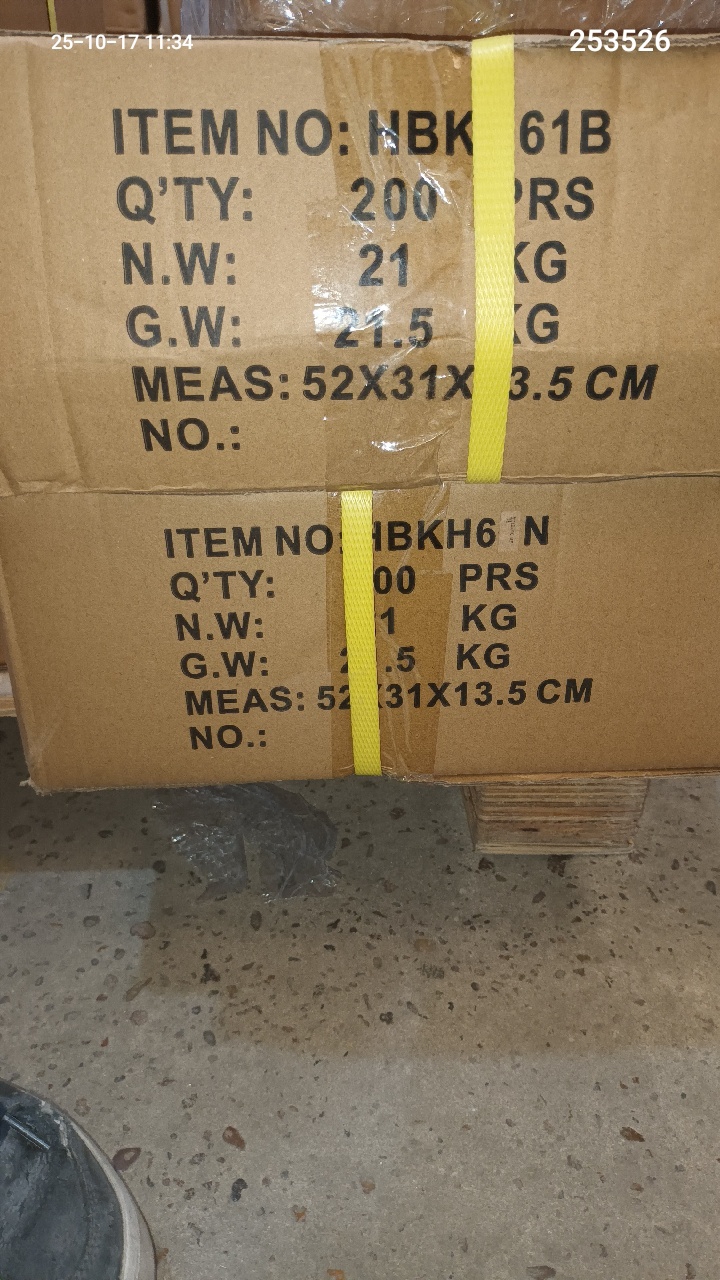 25-10-17 11:34
253526
ITEM NO: HBK 61B
Q'TY: 200 PRS
N.W: 21 KG
G.W: 21.5 KG
MEAS: 52X31X 3.5 CM
NO.:
ITEM NO: HBKH6 N
Q'TY: 00 PRS
N.W: 1 KG
G.W: 2 .5 KG
MEAS: 52X31X13.5 CM
NO.: